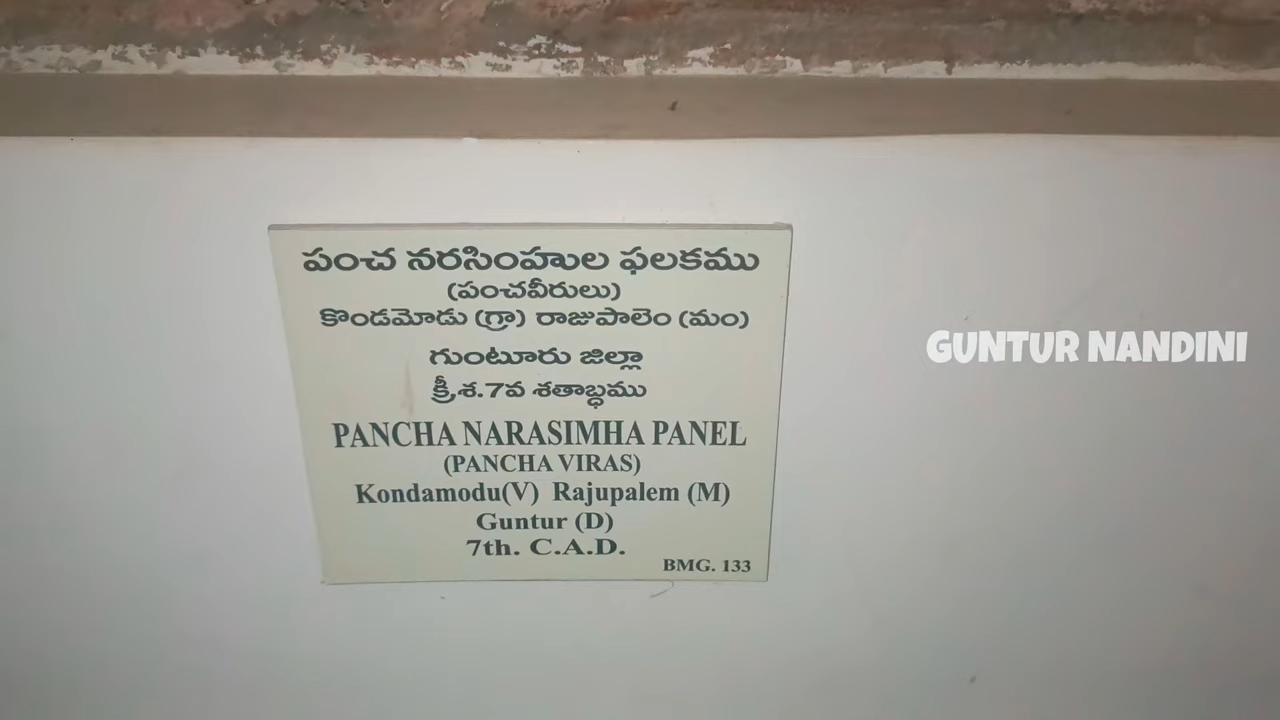 పంచ నరసింహుల ఫలకము
(పంచవీరులు)
కొండమోడు (గ్రా) రాజుపాలెం (మం)
గుంటూరు జిల్లా
క్రీ.శ.7వ శతాబ్ధము
PANCHA NARASIMHA PANEL
(PANCHA VIRAS)
Kondamodu(V) Rajupalem (M)
Guntur (D)
7th. C.A.D.
BMG. 133
GUNTUR NANDINI